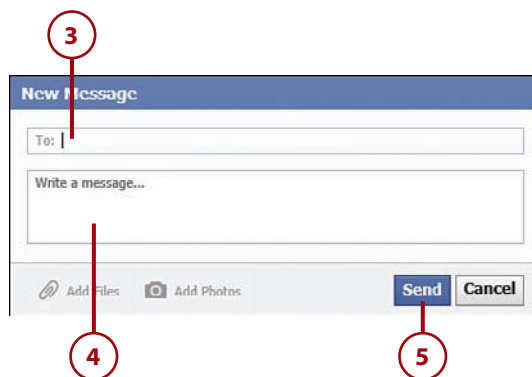 3
New Message
To:
Write a message...
Add Files Add Photos Send Cancel
4 5